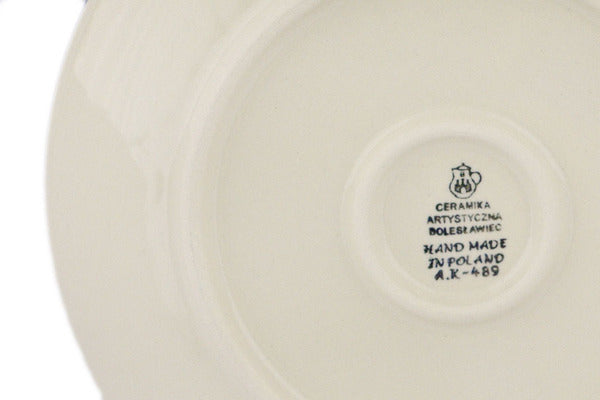 CERAMIKA
ARTYSTYCZNA
BOLESŁAWIEC
HAND MADE
IN POLAND
A.K-489